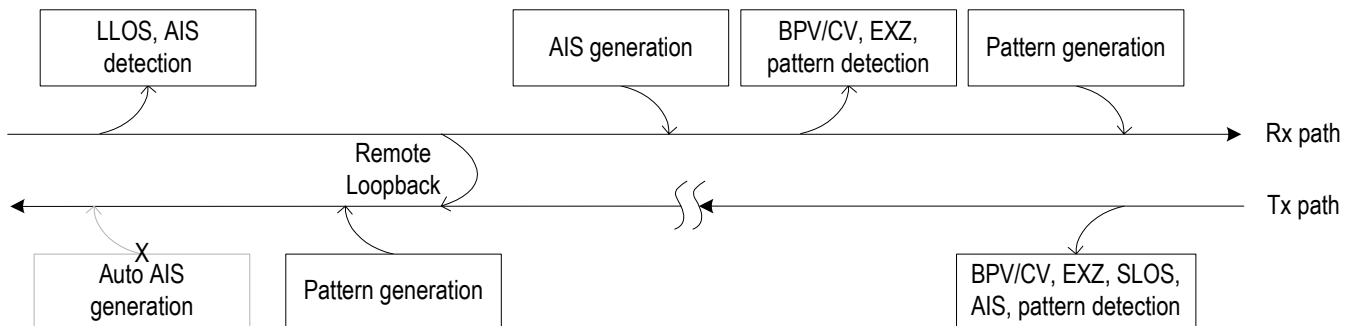 LLOS, AIS
detection
AIS generation
BPV/CV, EXZ,
pattern detection
Pattern generation
Rx path
Remote
Loopback
Tx path
X
Auto AIS
generation
Pattern generation
BPV/CV, EXZ, SLOS,
AIS, pattern detection